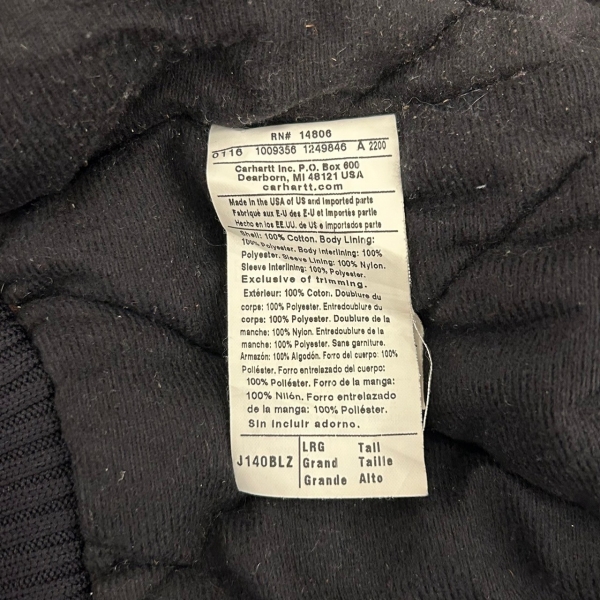 RN# 14806
0116 1009356 1249846 A 2200
Carhartt Inc. P.O. Box 600
Dearborn, MI 48121 USA
carhartt.com
Made in the USA of US and imported parts
Fabriqué aux E-U des E-U et importés partie
Hecho en los EE.UU. de US e importados parte
Shell: 100% Cotton. Body Lining:
100% Polyester. Body Interlining: 100%
Polyester. Sleeve Lining: 100% Nylon.
Sleeve Interlining: 100% Polyester.
Exclusive of trimming.
Extérieur: 100% Coton. Doublure du
corps: 100% Polyester. Entredoublure du
corps: 100% Polyester. Doublure de la
manche: 100% Nylon. Entredoublure de la
manche: 100% Polyester. Sans garniture.
Armazón: 100% Algodón. Forro del cuerpo: 100%
Poliéster. Forro entrelazado del cuerpo:
100% Poliéster. Forro de la manga:
100% Nilón. Forro entrelazado
de la manga: 100% Poliéster.
Sin incluir adorno.
J140BLZ
LRG Tall
Grand Taille
Grande Alto